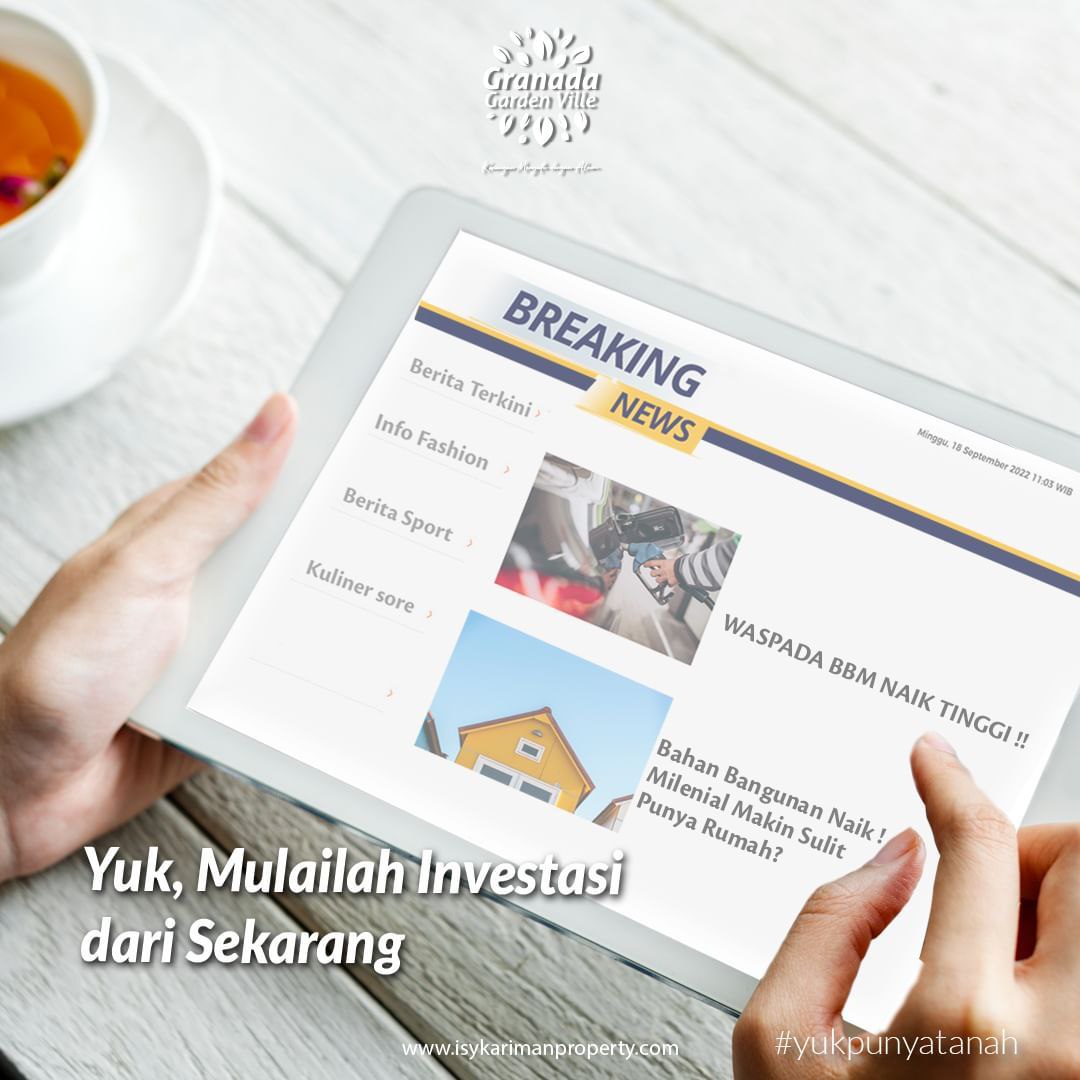 Granada
Garden Ville
BREAKING
NEWS
Minggu, 18 September 2022 11:03 WIB
Berita Terkini
Info Fashion
Berita Sport
Kuliner sore
WASPADA BBM NAIK TINGGI !!
Bahan Bangunan Naik !
Milenial Makin Sulit
Punya Rumah?
Yuk, Mulailah Investasi
dari Sekarang
www.isykarimanproperty.com
#yukpunyatanah